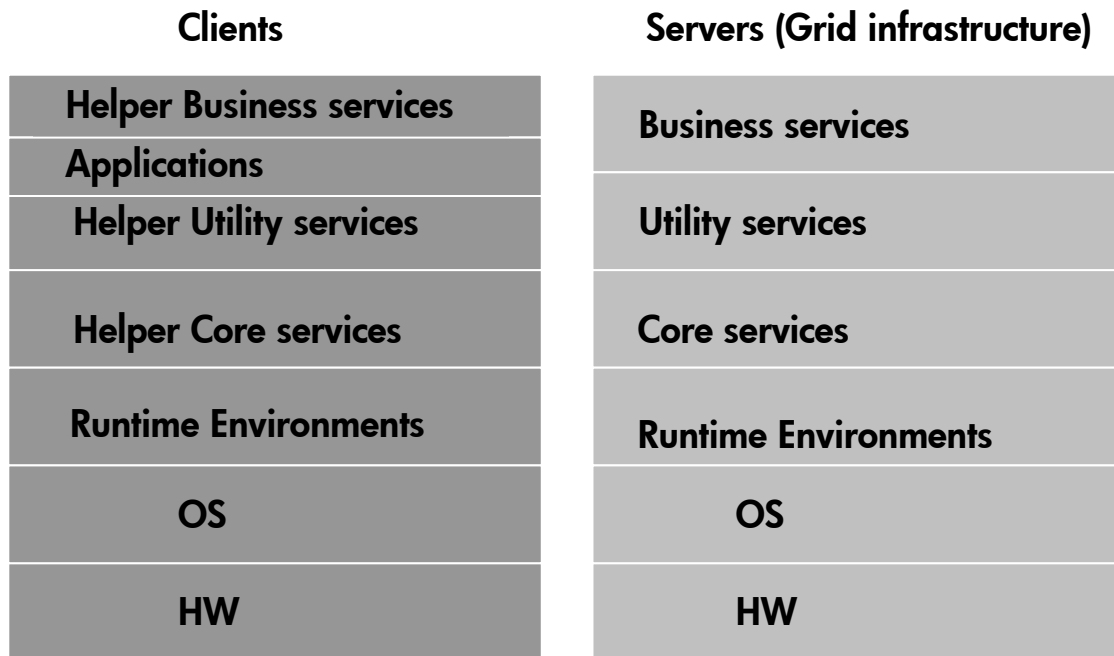 Clients
Servers (Grid infrastructure)
Helper Business services
Applications
Helper Utility services
Helper Core services
Runtime Environments
OS
HW
Business services
Utility services
Core services
Runtime Environments
OS
HW